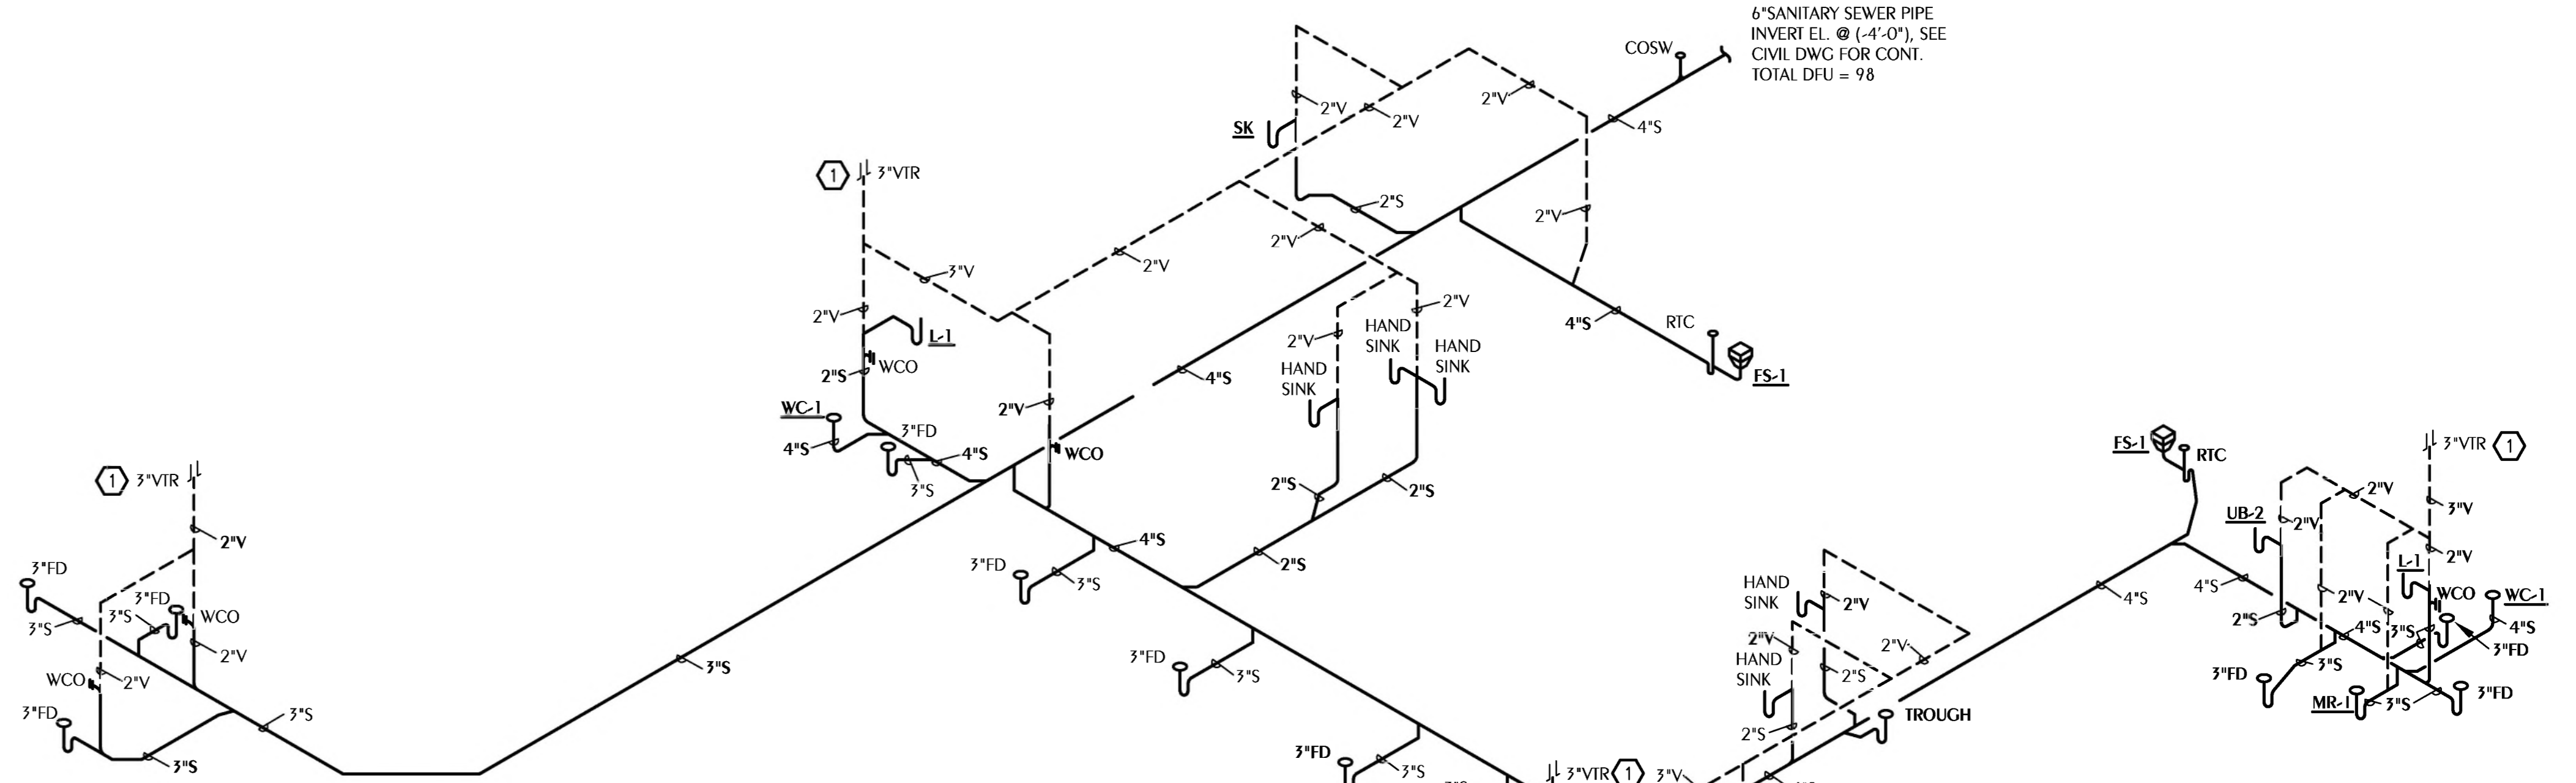 6"SANITARY SEWER PIPE
INVERT EL. @ (-4'-0"), SEE
CIVIL DWG FOR CONT.
TOTAL DFU = 98
COSW
2"V
2"V
2"V
4"S
SK
1
3"VTR
2"S
2"V
2"V
3"V
2"V
2"V
2"V
L-1
WCO
2"S
2"V
HAND
SINK
HAND
SINK
HAND
SINK
4"S
RTC
FS-1
4"S
WC-1
4"S
3"FD
4"S
3"S
2"V
WCO
2"S
2"S
FS-1
RTC
3"VTR
1
1
3"VTR
2"V
3"V
2"V
UB-2
2"V
2"V
L-1
WCO
WC-1
4"S
3"FD
2"V
4"S
3"FD
3"S
2"S
4"S
4"S
2"V
3"FD
3"S
3"FD
3"S
WCO
2"V
3"S
WCO
2"V
3"FD
3"S
3"S
3"S
3"FD
3"S
HAND
SINK
2"V
2"V
2"V
HAND
SINK
2"S
2"S
TROUGH
4"S
2"S
4"S
3"S
3"FD
3"S
3"FD
MR-1
3"S
3"FD
3"FD
3"S
3"VTR
1
3"V